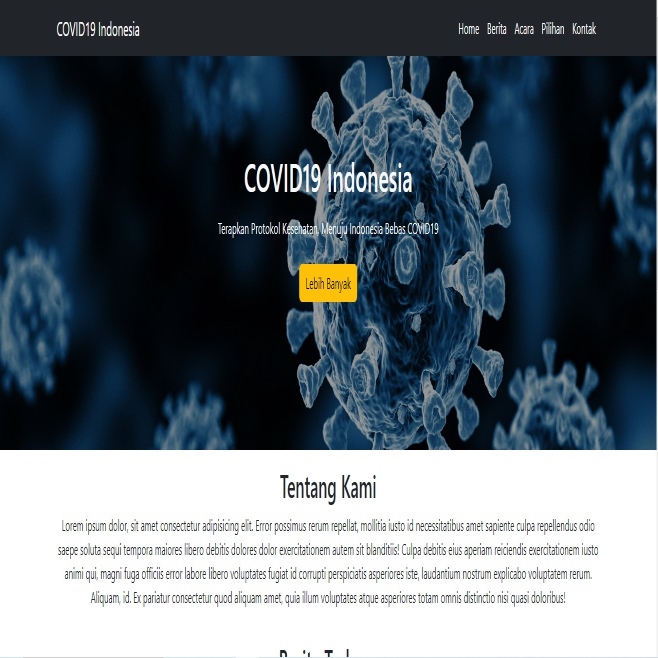 COVID19 Indonesia
Home Berita Acara Pilihan Kontak
COVID19 Indonesia
Terapkan Protokol Kesehatan, Menuju Indonesia Bebas COVID19
Lebih Banyak
Tentang Kami
Lorem ipsum dolor, sit amet consectetur adipisicing elit. Error possimus rerum repellat, mollitia iusto id necessitatibus amet sapiente culpa repellendus odio
saepe soluta sequi tempora maiores libero debitis dolores dolor exercitationem autem sit blanditiis! Culpa debitis eius aperiam reiciendis exercitationem iusto
animi qui, magni fuga officiis error labore libero voluptates fugiat id corrupti perspiciatis asperiores iste, laudantium nostrum explicabo voluptatem rerum.
Aliquam, id. Ex pariatur consectetur quod aliquam amet, quia illum voluptates atque asperiores totam omnis distinctio nisi quasi doloribus!